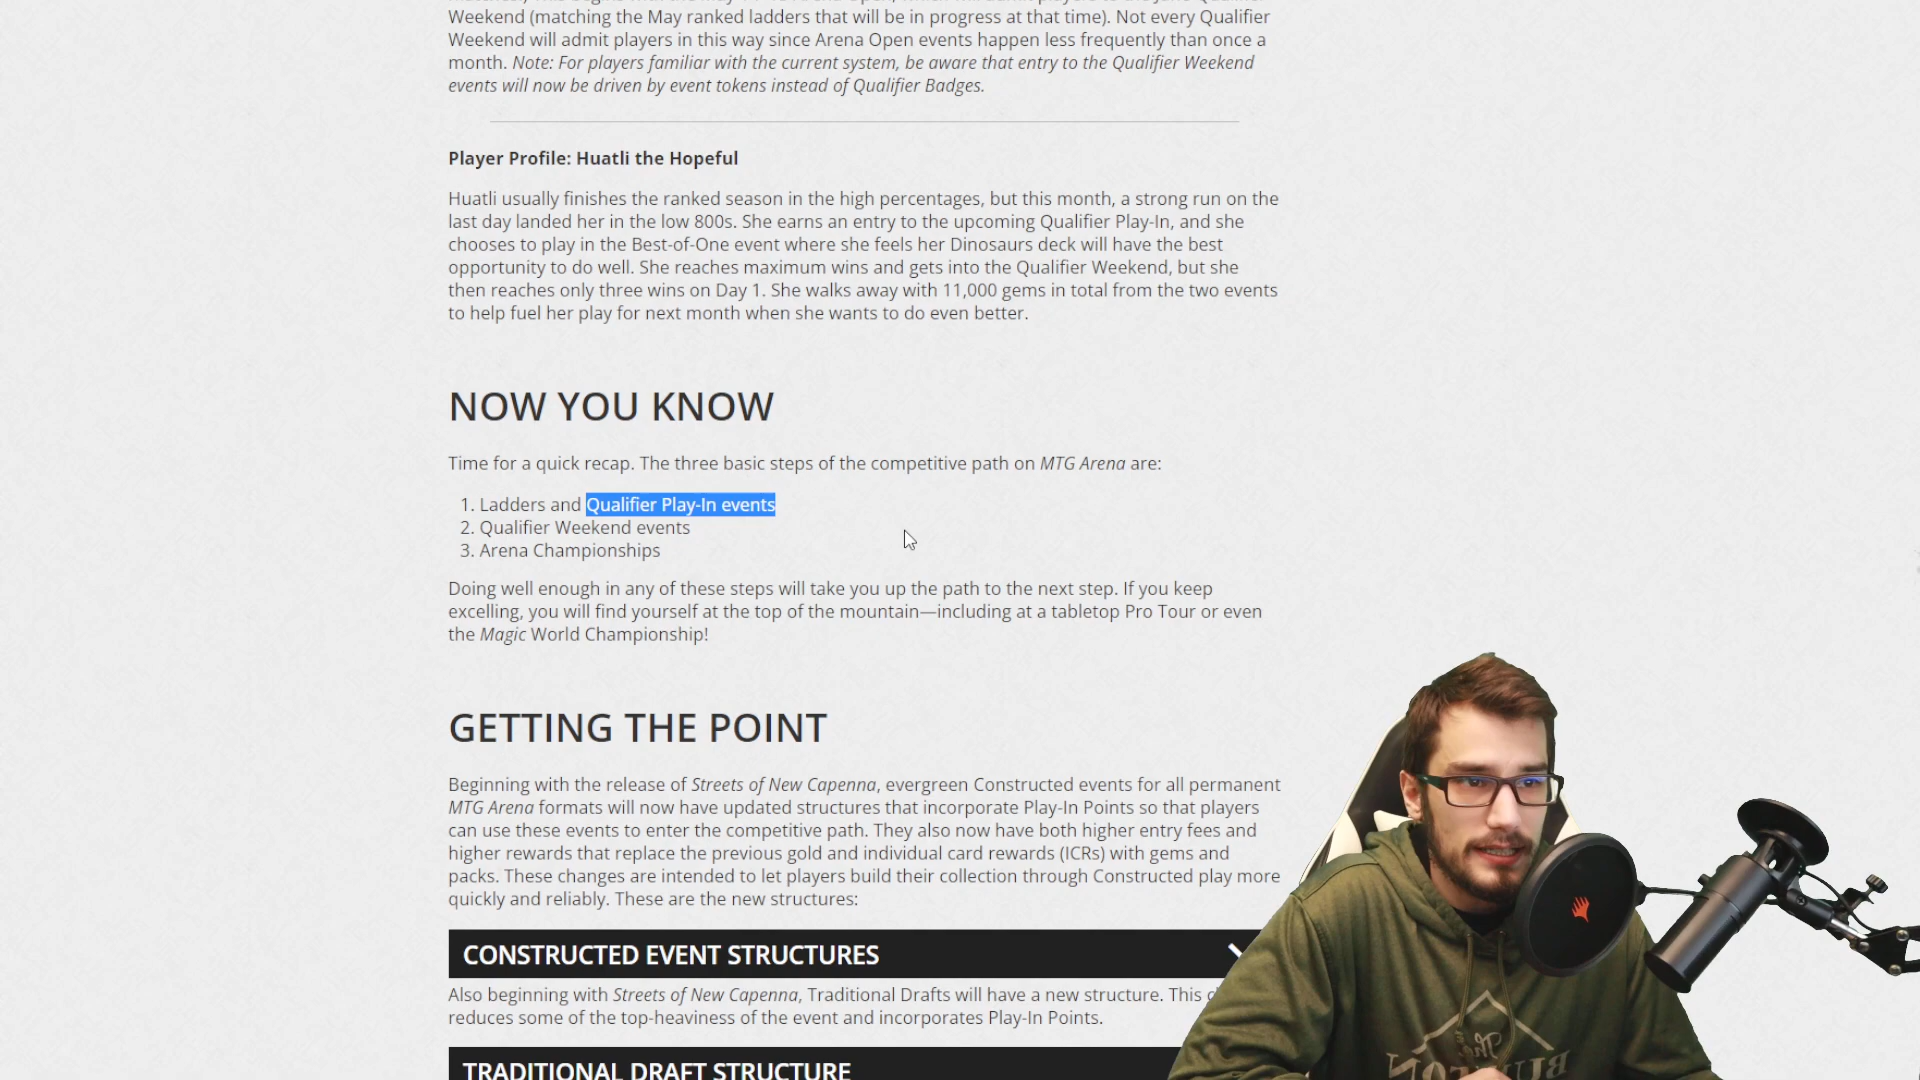 Weekend (matching the May ranked ladders that will be in progress at that time). Not every Qualifier
Weekend will admit players in this way since Arena Open events happen less frequently than once a
month. Note: For players familiar with the current system, be aware that entry to the Qualifier Weekend
events will now be driven by event tokens instead of Qualifier Badges.
Player Profile: Huatli the Hopeful
Huatli usually finishes the ranked season in the high percentages, but this month, a strong run on the
last day landed her in the low 800s. She earns an entry to the upcoming Qualifier Play-In, and she
chooses to play in the Best-of-One event where she feels her Dinosaurs deck will have the best
opportunity to do well. She reaches maximum wins and gets into the Qualifier Weekend, but she
then reaches only three wins on Day 1. She walks away with 11,000 gems in total from the two events
to help fuel her play for next month when she wants to do even better.
NOW YOU KNOW
Time for a quick recap. The three basic steps of the competitive path on MTG Arena are:
1. Ladders and Qualifier Play-In events
2. Qualifier Weekend events
3. Arena Championships
Doing well enough in any of these steps will take you up the path to the next step. If you keep
excelling, you will find yourself at the top of the mountain—including at a tabletop Pro Tour or even
the Magic World Championship!
GETTING THE POINT
Beginning with the release of Streets of New Capenna, evergreen Constructed events for all permanent
MTG Arena formats will now have updated structures that incorporate Play-In Points so that players
can use these events to enter the competitive path. They also now have both higher entry fees and
higher rewards that replace the previous gold and individual card rewards (ICRs) with gems and
packs. These changes are intended to let players build their collection through Constructed play more
quickly and reliably. These are the new structures:
CONSTRUCTED EVENT STRUCTURES
Also beginning with Streets of New Capenna, Traditional Drafts will have a new structure. This
reduces some of the top-heaviness of the event and incorporates Play-In Points.
TRADITIONAL DRAFT STRUCTURE